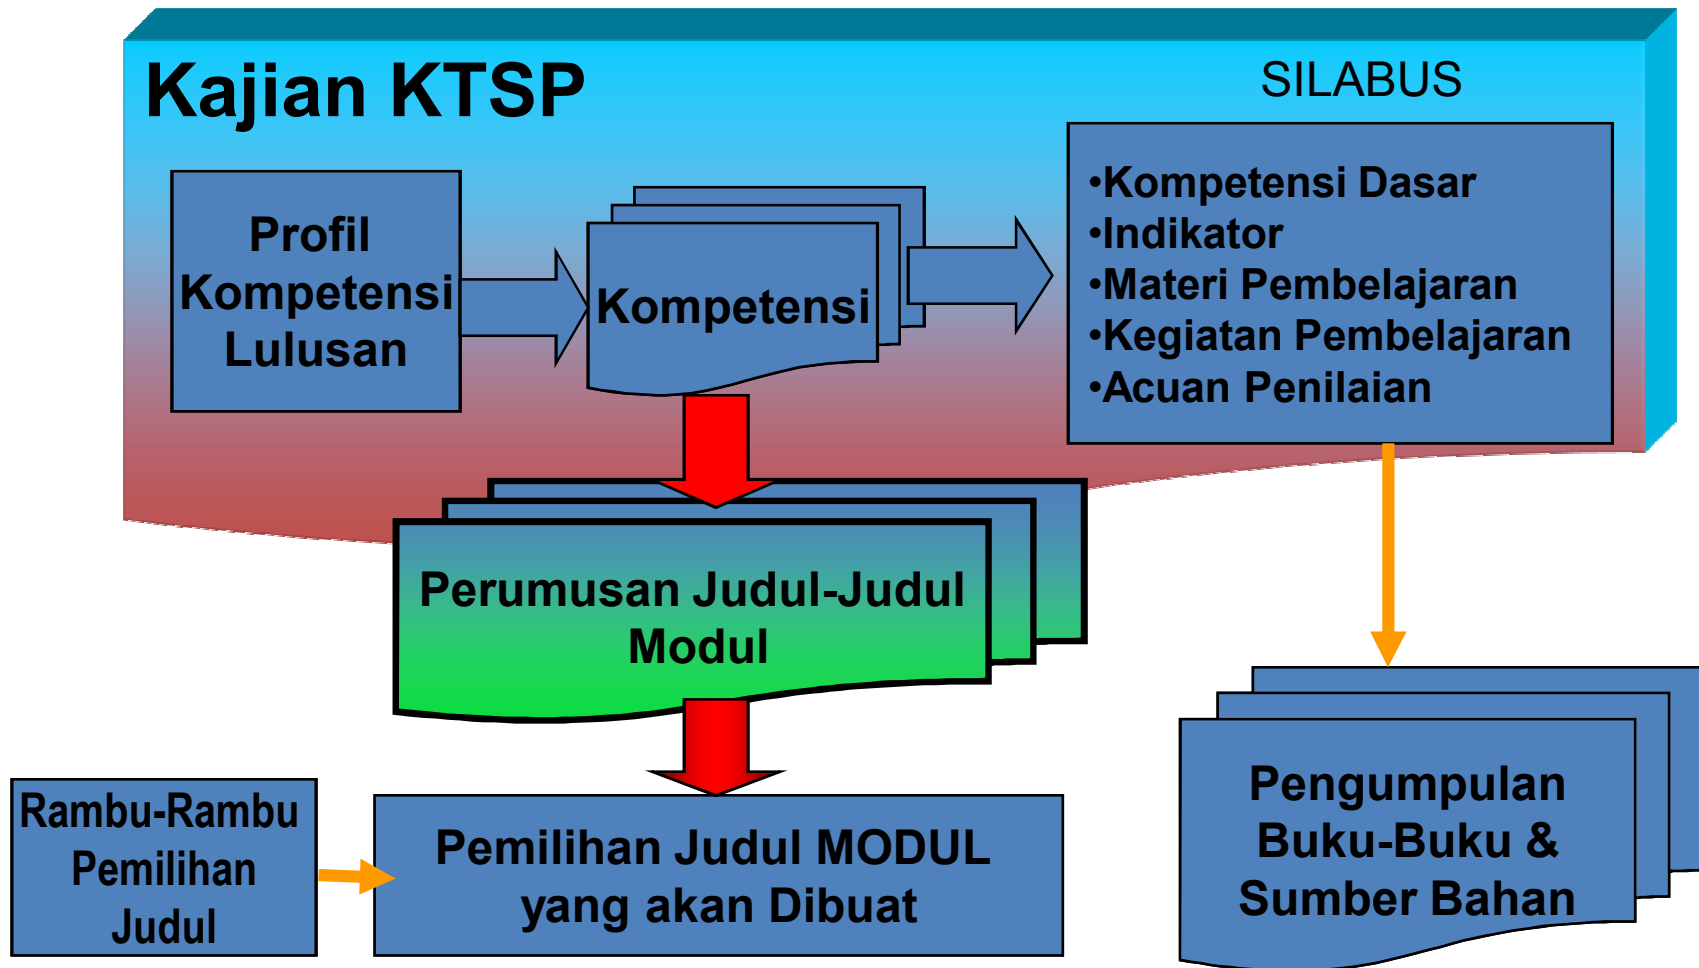 Kajian KTSP
SILABUS
Profil
Kompetensi
Lulusan
Kompetensi
•Kompetensi Dasar
•Indikator
•Materi Pembelajaran
•Kegiatan Pembelajaran
•Acuan Penilaian
Perumusan Judul-Judul
Modul
Rambu-Rambu
Pemilihan
Judul
Pemilihan Judul MODUL
yang akan Dibuat
Pengumpulan
Buku-Buku &
Sumber Bahan